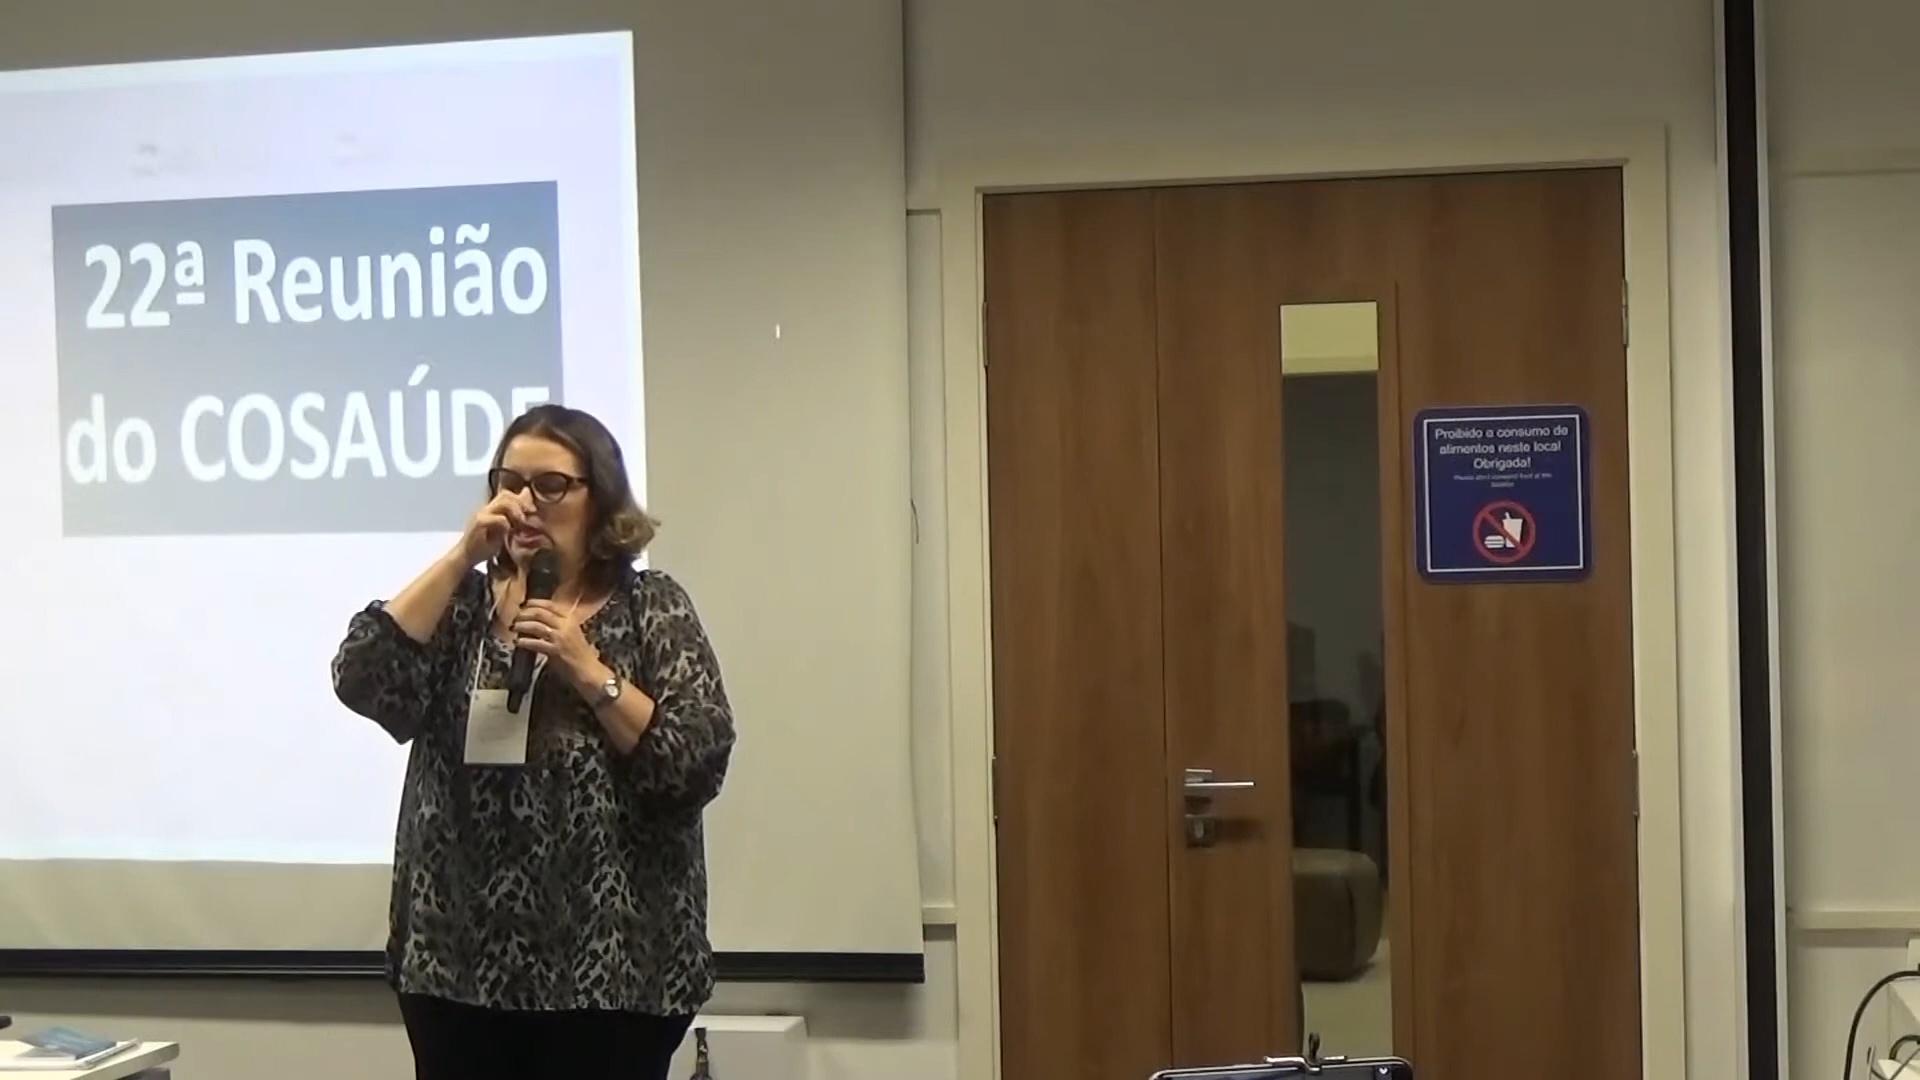 22ª Reunião
do COSAÚDE
Proibido o consumo de
alimentos neste local
Obrigada!